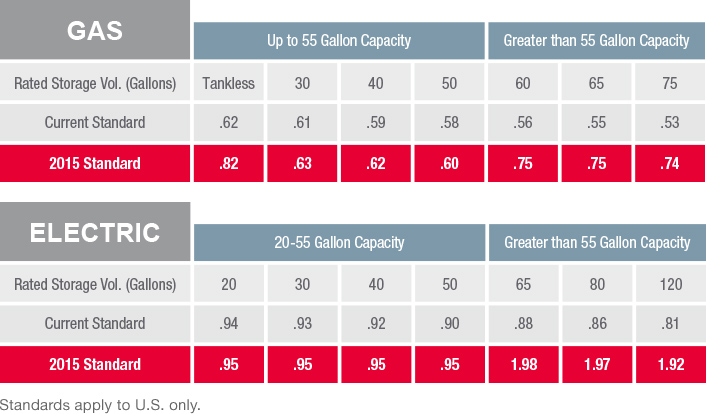 GAS Up to 55 Gallon Capacity Greater than 55 Gallon Capacity
Rated Storage Vol. (Gallons) Tankless 30 40 50 60 65 75
Current Standard .62 .61 .59 .58 .56 .55 .53
2015 Standard .82 .63 .62 .60 .75 .75 .74
ELECTRIC 20-55 Gallon Capacity Greater than 55 Gallon Capacity
Rated Storage Vol. (Gallons) 20 30 40 50 65 80 120
Current Standard .94 .93 .92 .90 .88 .86 .81
2015 Standard .95 .95 .95 .95 1.98 1.97 1.92
Standards apply to U.S. only.